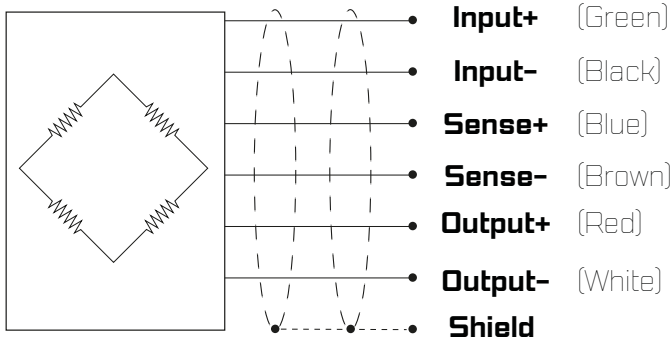 Input+ (Green)
Input- (Black)
Sense+ (Blue)
Sense- (Brown)
Output+ (Red)
Output- (White)
Shield